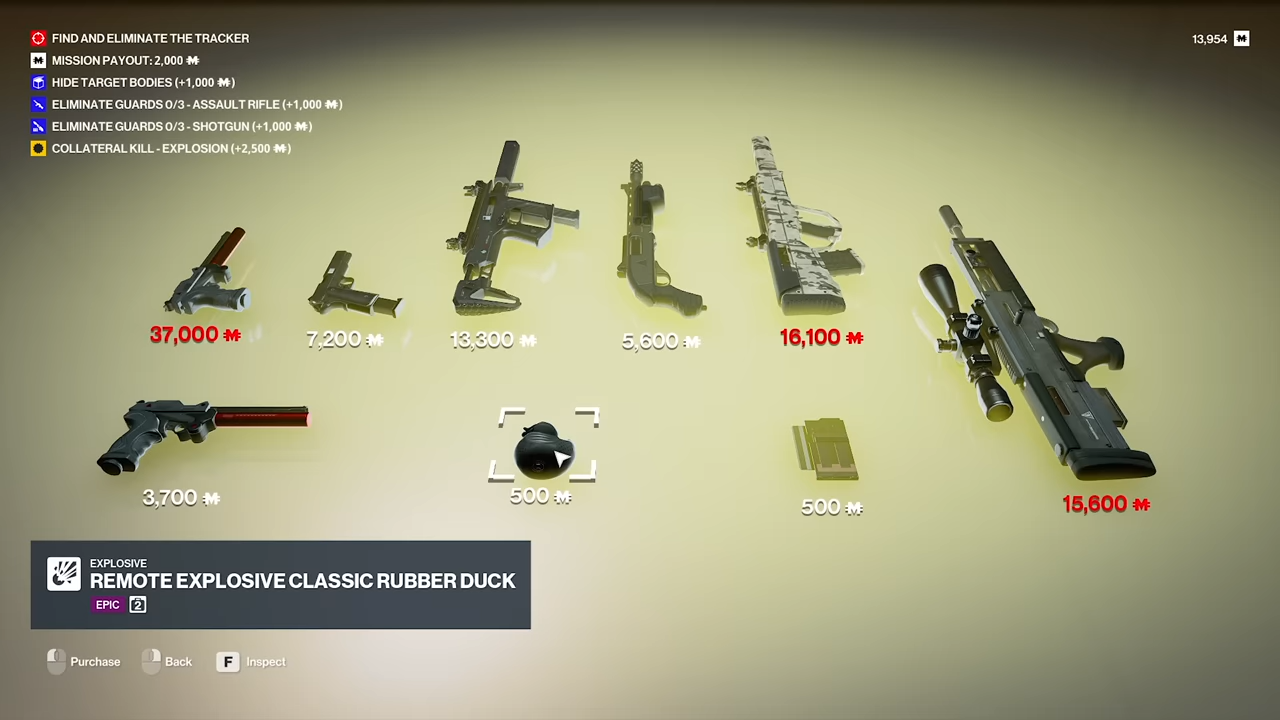 FIND AND ELIMINATE THE TRACKER
13,954
MISSION PAYOUT: 2,000
HIDE TARGET BODIES (+1,000)
ELIMINATE GUARDS 0/3 - ASSAULT RIFLE (+1,000)
ELIMINATE GUARDS 0/3 - SHOTGUN (+1,000)
COLLATERAL KILL - EXPLOSION (+2,500)
37,000
7,200
13,300
5,600
16,100
3,700
500
500
15,600
EXPLOSIVE
REMOTE EXPLOSIVE CLASSIC RUBBER DUCK
EPIC 2
Purchase Back F Inspect